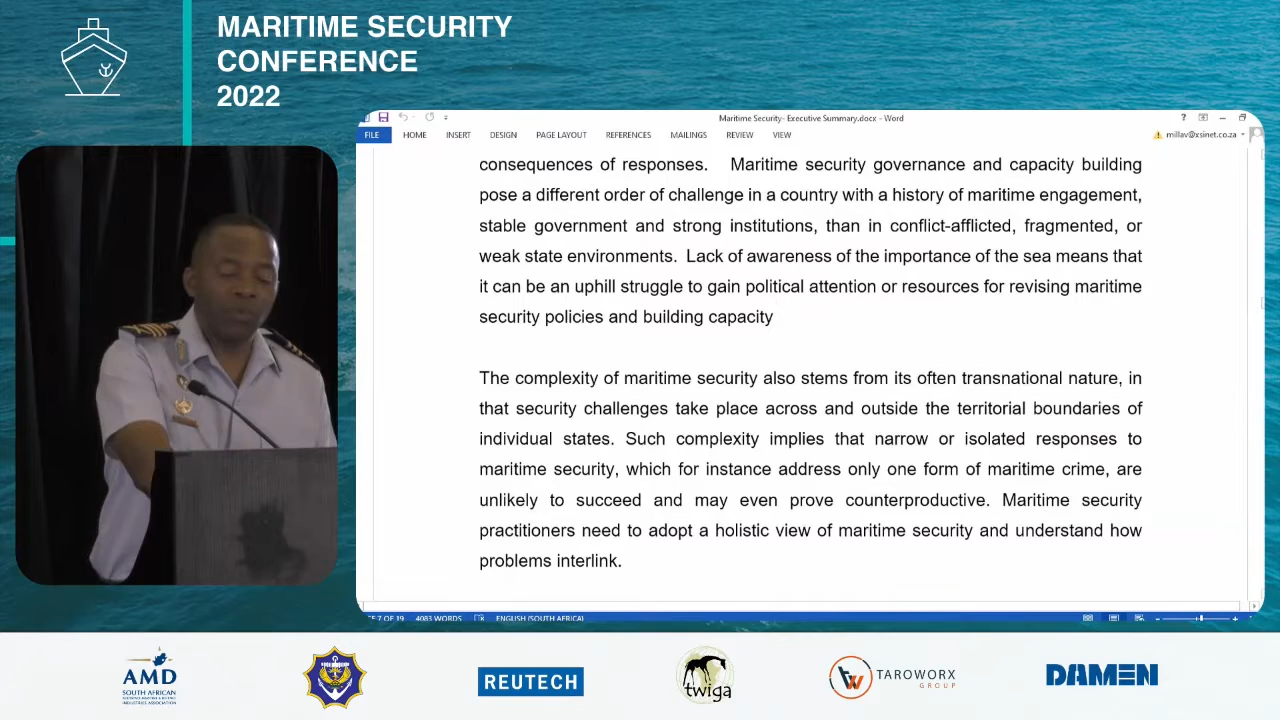 MARITIME SECURITY
CONFERENCE
2022
Maritime Security- Executive Summary.docx - Word
FILE HOME INSERT DESIGN PAGE LAYOUT REFERENCES MAILINGS REVIEW VIEW
millav@xsinet.co.za
consequences of responses. Maritime security governance and capacity building
pose a different order of challenge in a country with a history of maritime engagement,
stable government and strong institutions, than in conflict-afflicted, fragmented, or
weak state environments. Lack of awareness of the importance of the sea means that
it can be an uphill struggle to gain political attention or resources for revising maritime
security policies and building capacity
The complexity of maritime security also stems from its often transnational nature, in
that security challenges take place across and outside the territorial boundaries of
individual states. Such complexity implies that narrow or isolated responses to
maritime security, which for instance address only one form of maritime crime, are
unlikely to succeed and may even prove counterproductive. Maritime security
practitioners need to adopt a holistic view of maritime security and understand how
problems interlink.
7 OF 19 4083 WORDS ENGLISH (SOUTH AFRICA)
AMD
SOUTH AFRICAN
INDUSTRIES ASSOCIATION
REUTECH
twiga
TAROWORX
GROUP
DAMEN